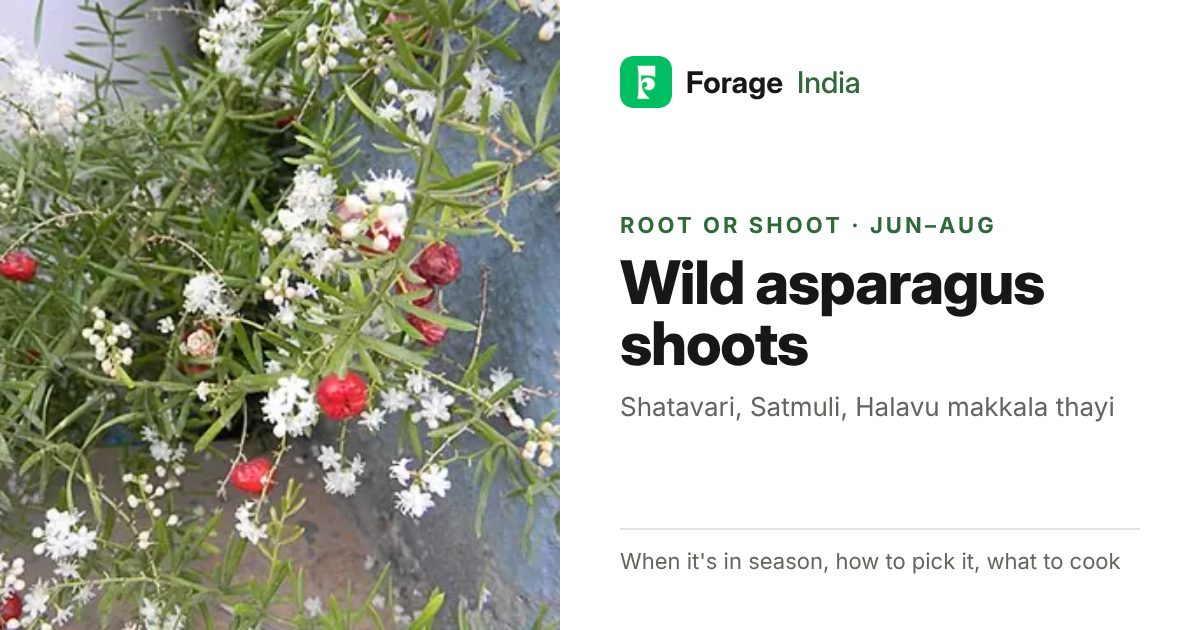 Forage India
ROOT OR SHOOT · JUN–AUG
Wild asparagus
shoots
Shatavari, Satmuli, Halavu makkala thayi
When it's in season, how to pick it, what to cook